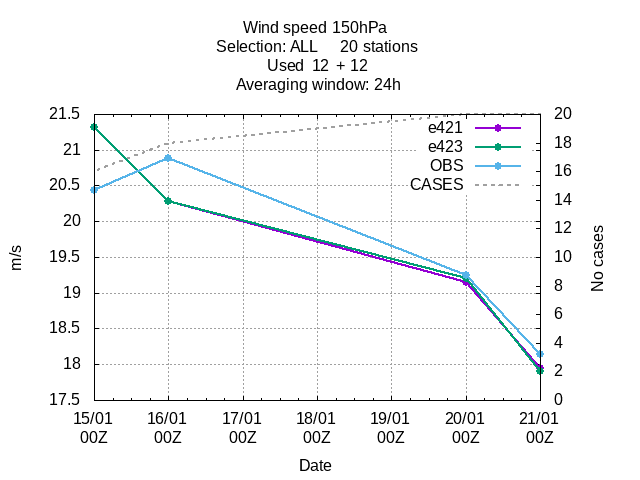 Wind speed 150hPa
Selection: ALL 20 stations
Used 12 + 12
Averaging window: 24h
21.5
21
20.5
20
19.5
19
18.5
18
17.5
m/s
20
18
16
14
12
10
8
6
4
2
0
No cases
e421
e423
OBS
CASES
15/01 16/01 17/01 18/01 19/01 20/01 21/01
00Z 00Z 00Z 00Z 00Z 00Z 00Z
Date